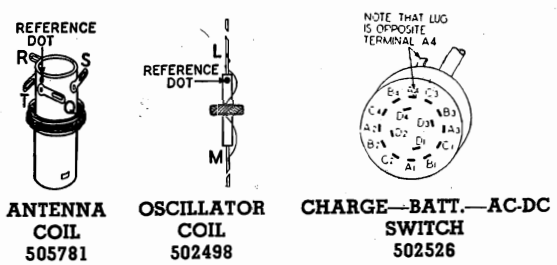 REFERENCE
DOT
R
S
T
Q
ANTENNA
COIL
505781
L
REFERENCE
DOT
M
OSCILLATOR
COIL
502498
NOTE THAT LUG
IS OPPOSITE
TERMINAL A4
B4 A4 C3
C4 D4 B3
A2 D2 D3 A3
B2 D1 C1
C2 A1 B1
CHARGE—BATT.—AC-DC
SWITCH
502526